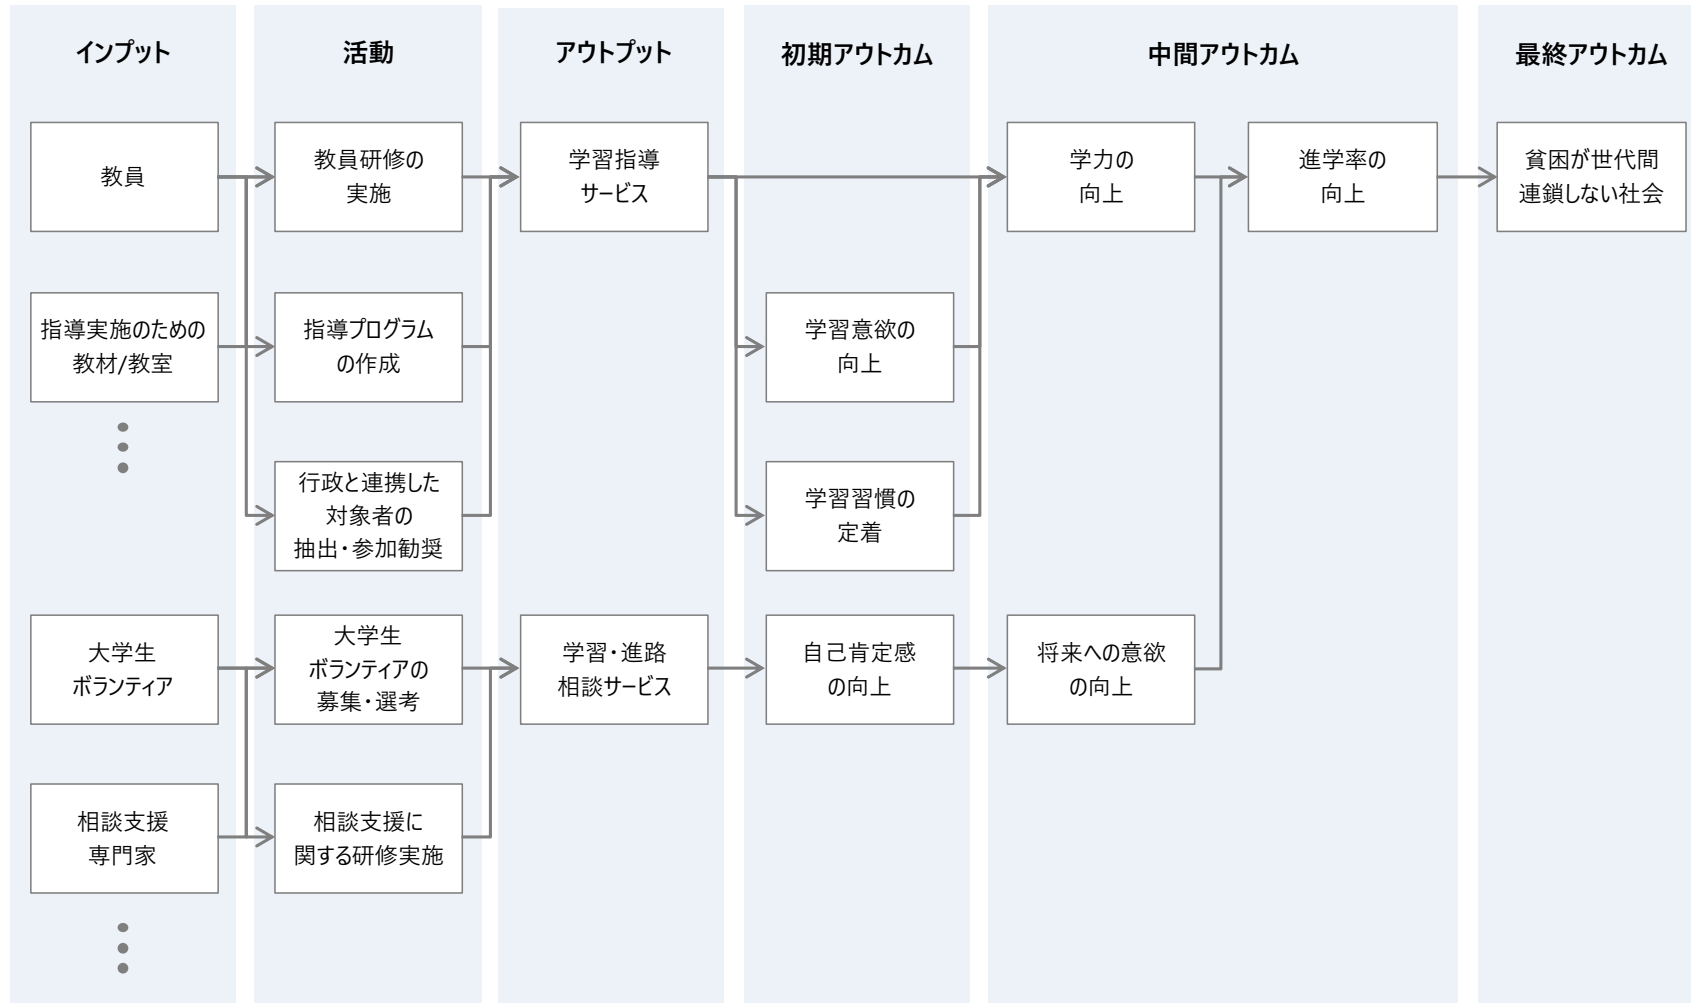 インプット
活動
アウトプット
初期アウトカム
中間アウトカム
最終アウトカム
教員
教員研修の
実施
学習指導
サービス
学力の
向上
進学率の
向上
貧困が世代間
連鎖しない社会
指導実施のための
教材/教室
指導プログラム
の作成
学習意欲の
向上
行政と連携した
対象者の
抽出・参加勧奨
学習習慣の
定着
大学生
ボランティア
大学生
ボランティアの
募集・選考
学習・進路
相談サービス
自己肯定感
の向上
将来への意欲
の向上
相談支援
専門家
相談支援に
関する研修実施